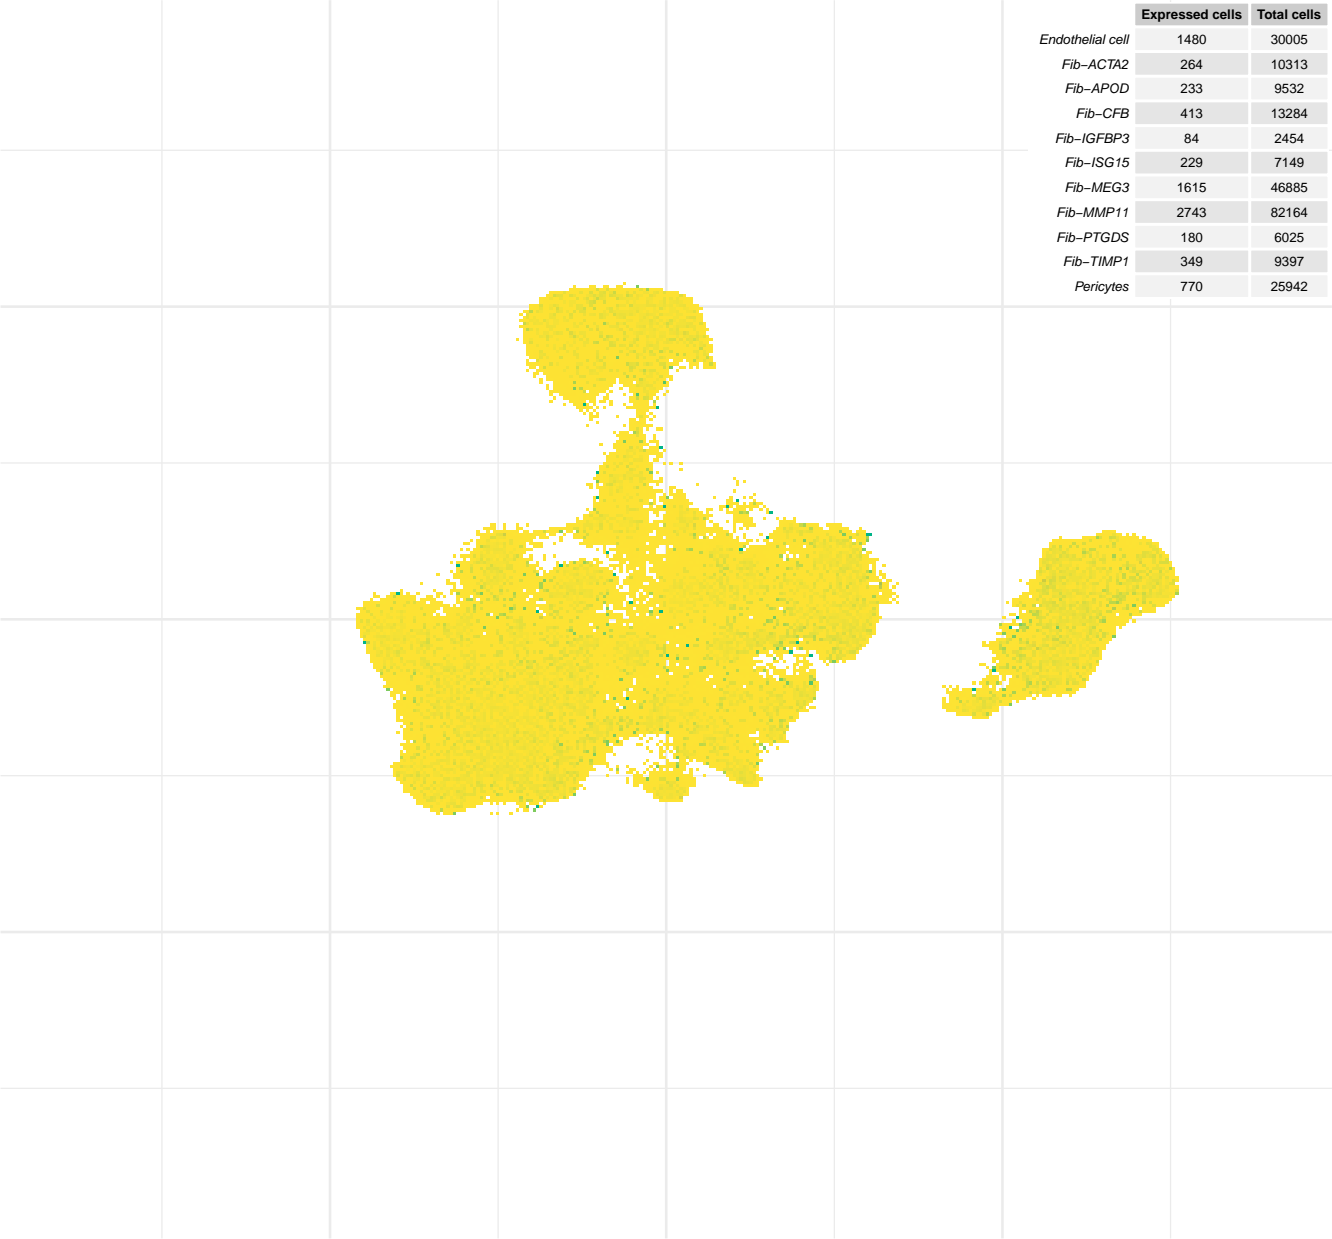 Expressed cells Total cells
Endothelial cell 1480 30005
Fib−ACTA2 264 10313
Fib−APOD 233 9532
Fib−CFB 413 13284
Fib−IGFBP3 84 2454
Fib−ISG15 229 7149
Fib−MEG3 1615 46885
Fib−MMP11 2743 82164
Fib−PTGDS 180 6025
Fib−TIMP1 349 9397
Pericytes 770 25942